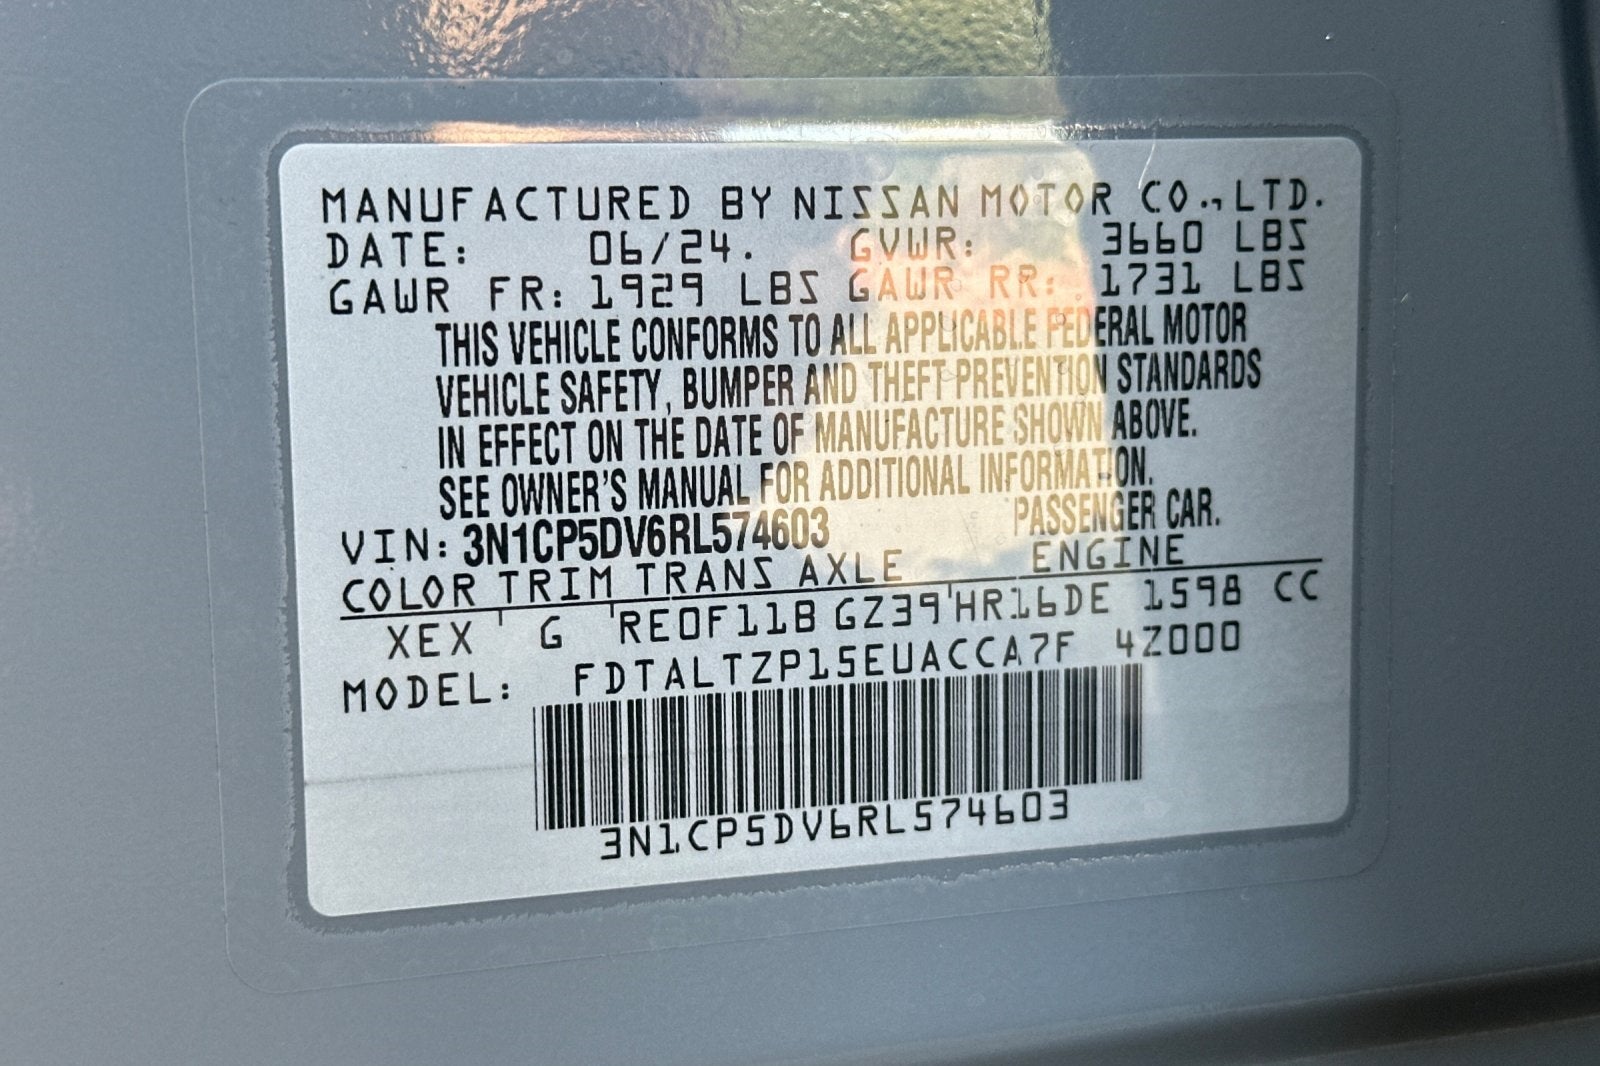 MANUFACTURED BY NISSAN MOTOR CO.,LTD.
DATE: 06/24. GVWR: 3660 LBS
GAWR FR: 1929 LBS GAWR RR: 1731 LBS
THIS VEHICLE CONFORMS TO ALL APPLICABLE FEDERAL MOTOR
VEHICLE SAFETY, BUMPER AND THEFT PREVENTION STANDARDS
IN EFFECT ON THE DATE OF MANUFACTURE SHOWN ABOVE.
SEE OWNER'S MANUAL FOR ADDITIONAL INFORMATION.
VIN: 3N1CP5DV6RL574603 PASSENGER CAR.
COLOR TRIM TRANS AXLE ENGINE
XEX G RE0F11B GZ39 HR16DE 1598 CC
MODEL: FDTALTZP15EUACCA7F 4Z000
3N1CP5DV6RL574603